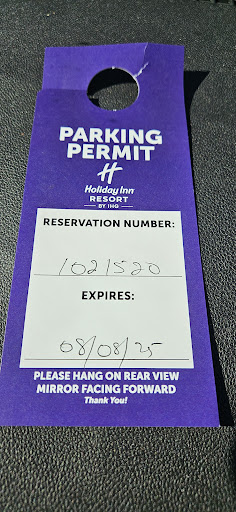 PARKING
PERMIT
H
Holiday Inn
RESORT
BY IHG
RESERVATION NUMBER:
1021520
EXPIRES:
08/08/25
PLEASE HANG ON REAR VIEW
MIRROR FACING FORWARD
Thank You!